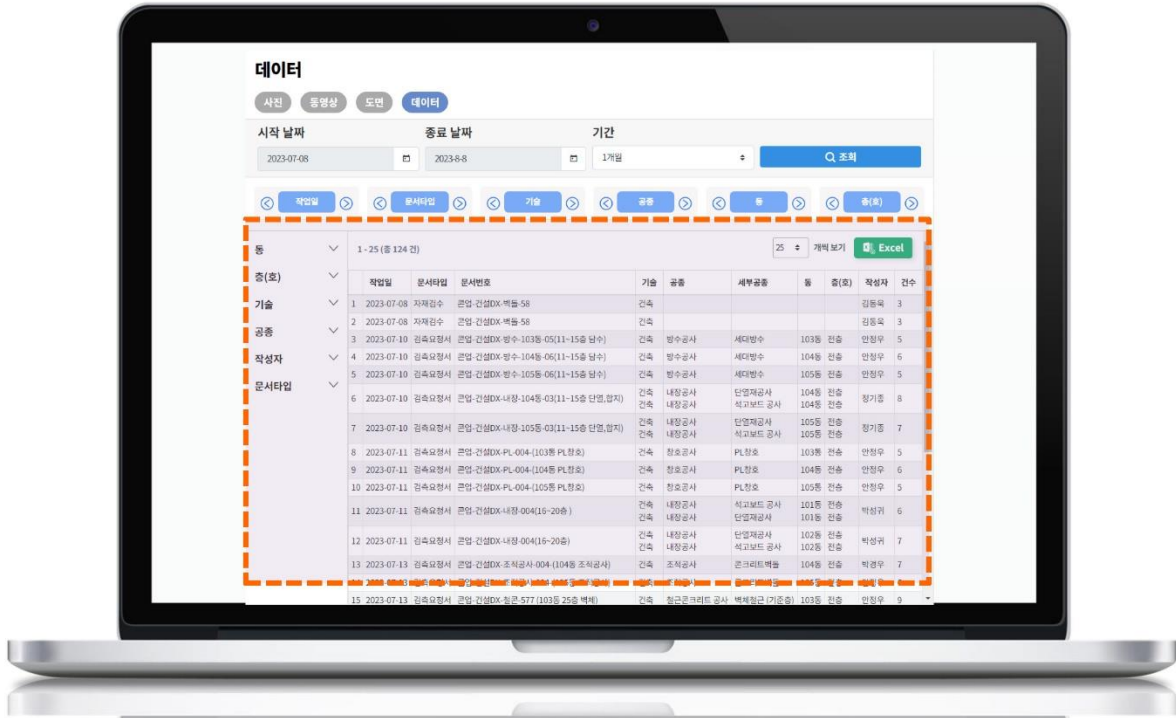 데이터
사진 동영상 도면 데이터
시작 날짜 종료 날짜 기간
2023-07-08 2023-8-8 1개월 조회
작업일 문서타입 기술 공종 동 층(호)
동
층(호)
기술
공종
작성자
문서타입
1 - 25 (총 124 건) 25 개씩 보기 Excel
작업일 문서타입 문서번호 기술 공종 세부공종 동 층(호) 작성자 건수
1 2023-07-08 자재검수 콘업-건설DX-벽돌-58 건축 김동욱 3
2 2023-07-08 자재검수 콘업-건설DX-벽돌-58 건축 김동욱 3
3 2023-07-10 검측요청서 콘업-건설DX-방수-103동-05(11~15층 담수) 건축 방수공사 세대방수 103동 전층 안정우 5
4 2023-07-10 검측요청서 콘업-건설DX-방수-104동-06(11~15층 담수) 건축 방수공사 세대방수 104동 전층 안정우 6
5 2023-07-10 검측요청서 콘업-건설DX-방수-105동-06(11~15층 담수) 건축 방수공사 세대방수 105동 전층 안정우 5
6 2023-07-10 검측요청서 콘업-건설DX-내장-104동-03(11~15층 단열,합지) 건축 내장공사 단열재공사 104동 전층 정기종 8
건축 내장공사 석고보드 공사 104동 전층
7 2023-07-10 검측요청서 콘업-건설DX-내장-105동-03(11~15층 단열,합지) 건축 내장공사 단열재공사 105동 전층 정기종 7
건축 내장공사 석고보드 공사 105동 전층
8 2023-07-11 검측요청서 콘업-건설DX-PL-004-(103동 PL창호) 건축 창호공사 PL창호 103동 전층 안정우 5
9 2023-07-11 검측요청서 콘업-건설DX-PL-004-(104동 PL창호) 건축 창호공사 PL창호 104동 전층 안정우 6
10 2023-07-11 검측요청서 콘업-건설DX-PL-004-(105동 PL창호) 건축 창호공사 PL창호 105동 전층 안정우 5
11 2023-07-11 검측요청서 콘업-건설DX-내장-004(16~20층 ) 건축 내장공사 석고보드 공사 101동 전층 박성귀 6
건축 내장공사 단열재공사 101동 전층
12 2023-07-11 검측요청서 콘업-건설DX-내장-004(16~20층) 건축 내장공사 단열재공사 102동 전층 박성귀 7
건축 내장공사 석고보드 공사 102동 전층
13 2023-07-13 검측요청서 콘업-건설DX-조적공사-004-(104동 조적공사) 건축 조적공사 콘크리트벽돌 104동 전층 박경우 7
15 2023-07-13 검측요청서 콘업-건설DX-철콘-577 (103동 25층 벽체) 건축 철근콘크리트 공사 벽체철근 (기준층) 103동 전층 안정우 9